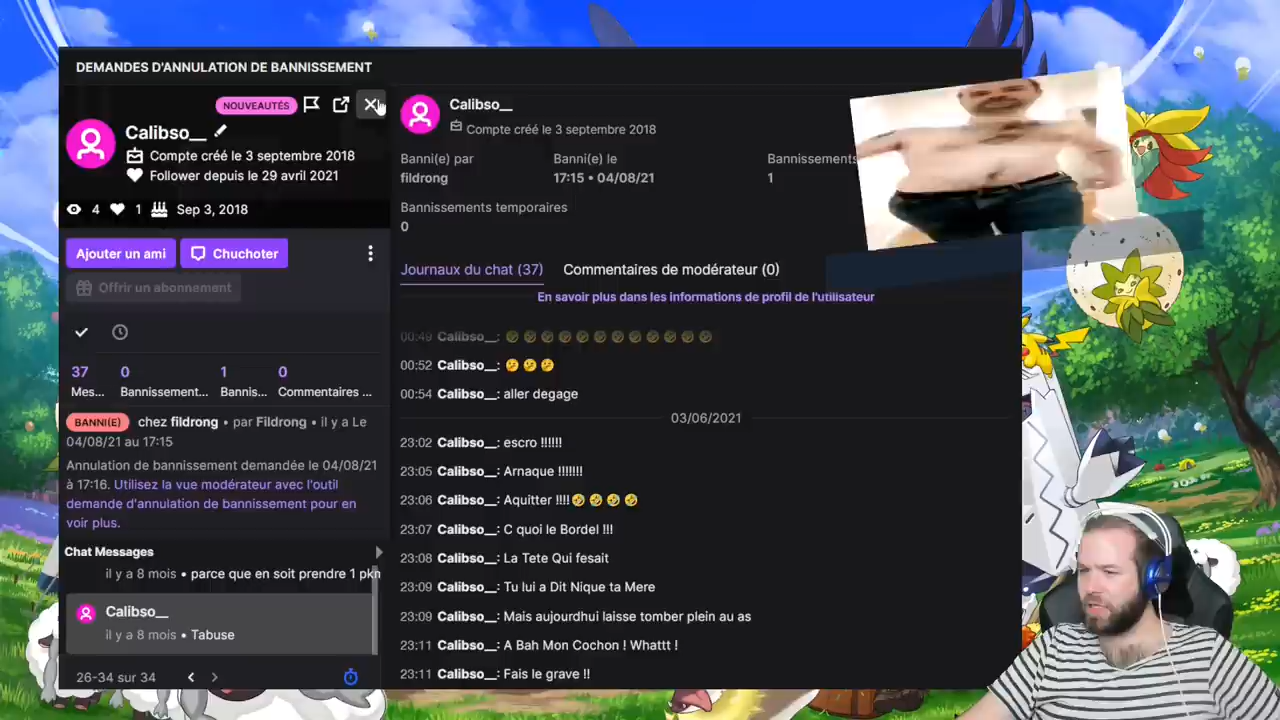 DEMANDES D'ANNULATION DE BANNISSEMENT
NOUVEAUTÉS
Calibso__
Compte créé le 3 septembre 2018
Follower depuis le 29 avril 2021
4 1 Sep 3, 2018
Ajouter un ami
Chuchoter
Offrir un abonnement
37 0 1 0
Mes... Bannissement... Bannis... Commentaires ...
BANNI(E) chez fildrong • par Fildrong • il y a Le
04/08/21 au 17:15
Annulation de bannissement demandée le 04/08/21
à 17:16. Utilisez la vue modérateur avec l'outil
demande d'annulation de bannissement pour en
voir plus.
Chat Messages
il y a 8 mois • parce que en soit prendre 1 pkn
Calibso__
il y a 8 mois • Tabuse
26-34 sur 34
Calibso__
Compte créé le 3 septembre 2018
Banni(e) par Banni(e) le Bannissements
fildrong 17:15 • 04/08/21 1
Bannissements temporaires
0
Journaux du chat (37) Commentaires de modérateur (0)
En savoir plus dans les informations de profil de l'utilisateur
00:49 Calibso__: 🤣🤣🤣🤣🤣🤣🤣🤣🤣🤣🤣🤣
00:52 Calibso__: 🤣🤣🤣
00:54 Calibso__: aller degage
03/06/2021
23:02 Calibso__: escro !!!!!!
23:05 Calibso__: Arnaque !!!!!!!
23:06 Calibso__: Aquitter !!!!🤣🤣🤣🤣
23:07 Calibso__: C quoi le Bordel !!!
23:08 Calibso__: La Tete Qui fesait
23:09 Calibso__: Tu lui a Dit Nique ta Mere
23:09 Calibso__: Mais aujourdhui laisse tomber plein au as
23:11 Calibso__: A Bah Mon Cochon ! Whattt !
23:11 Calibso__: Fais le grave !!